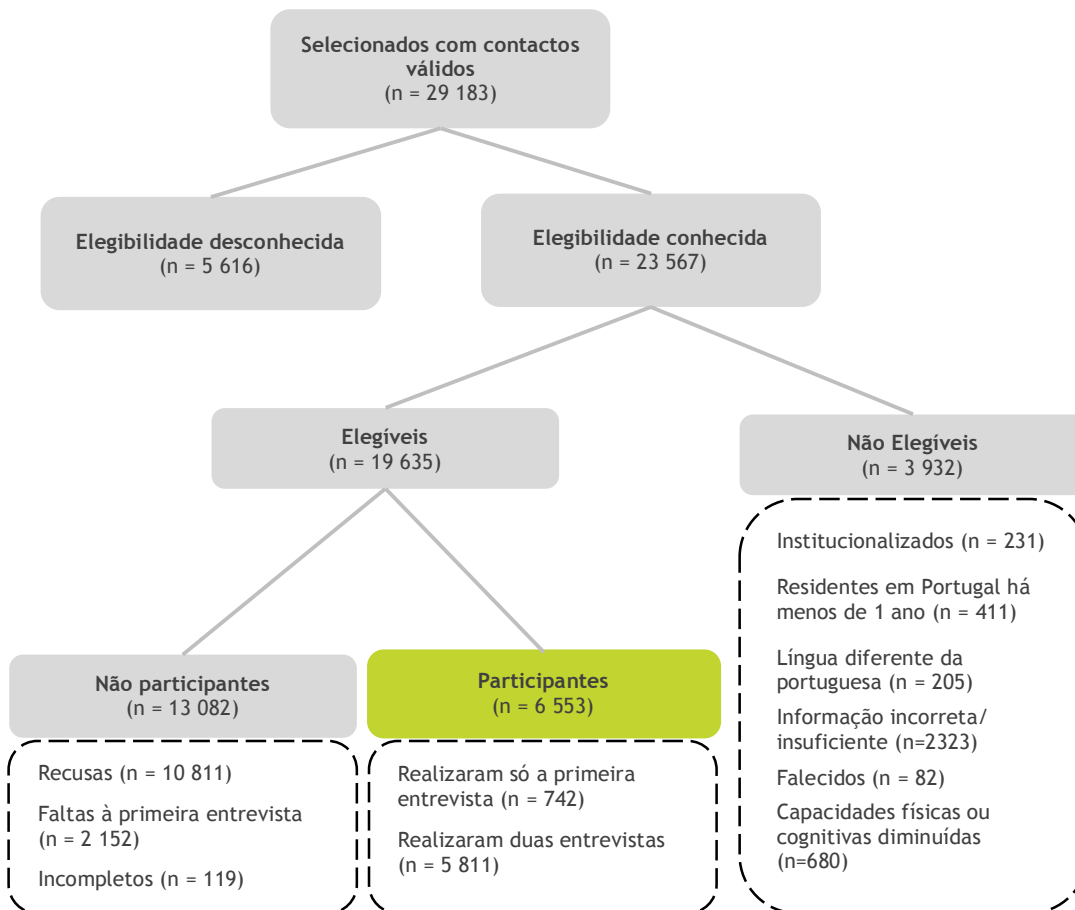 Selecionados com contactos
válidos
(n = 29 183)
Elegibilidade desconhecida
(n = 5 616)
Elegibilidade conhecida
(n = 23 567)
Elegíveis
(n = 19 635)
Não Elegíveis
(n = 3 932)
Institucionalizados (n = 231)
Residentes em Portugal há
menos de 1 ano (n = 411)
Língua diferente da
portuguesa (n = 205)
Informação incorreta/
insuficiente (n=2323)
Falecidos (n = 82)
Capacidades físicas ou
cognitivas diminuídas
(n=680)
Não participantes
(n = 13 082)
Recusas (n = 10 811)
Faltas à primeira entrevista
(n = 2 152)
Incompletos (n = 119)
Participantes
(n = 6 553)
Realizaram só a primeira
entrevista (n = 742)
Realizaram duas entrevistas
(n = 5 811)